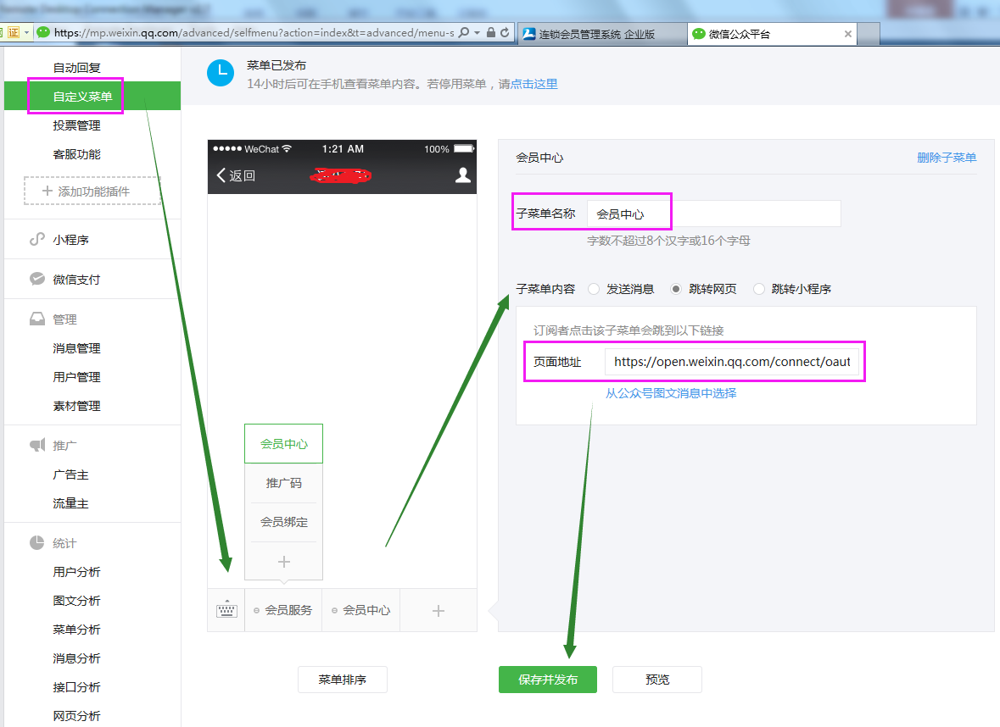 https://mp.weixin.qq.com/advanced/selfmenu?action=index&t=advanced/menu-s
连锁会员管理系统 企业版
微信公众平台
证
自动回复
自定义菜单
投票管理
客服功能
添加功能插件
小程序
微信支付
管理
消息管理
用户管理
素材管理
推广
广告主
流量主
统计
用户分析
图文分析
菜单分析
消息分析
接口分析
网页分析
菜单已发布
14小时后可在手机查看菜单内容。若停用菜单，请点击这里
WeChat
1:21 AM
100%
返回
会员中心
推广码
会员绑定
会员服务
会员中心
菜单排序
会员中心
删除子菜单
子菜单名称
会员中心
字数不超过8个汉字或16个字母
子菜单内容
发送消息
跳转网页
跳转小程序
订阅者点击该子菜单会跳到以下链接
页面地址
https://open.weixin.qq.com/connect/oaut
从公众号图文消息中选择
保存并发布
预览